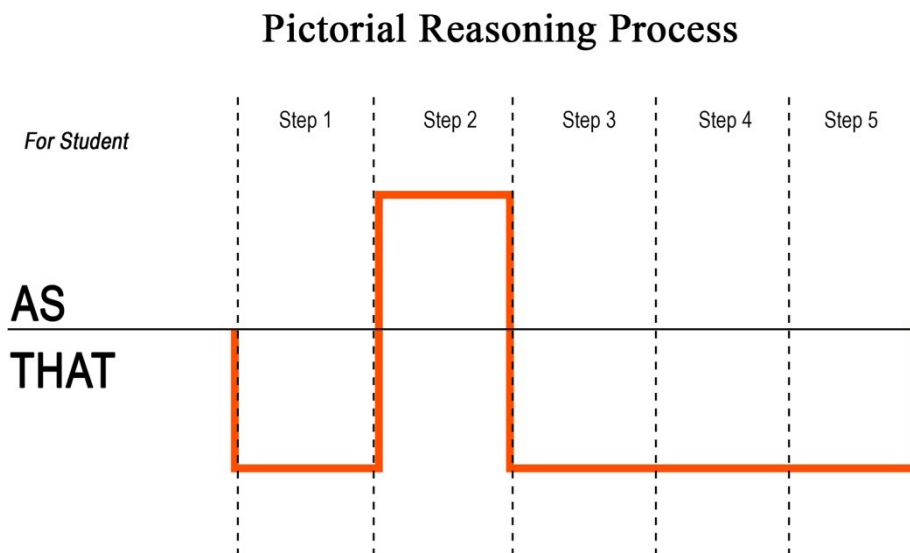 Pictorial Reasoning Process
For Student
Step 1
Step 2
Step 3
Step 4
Step 5
AS
THAT